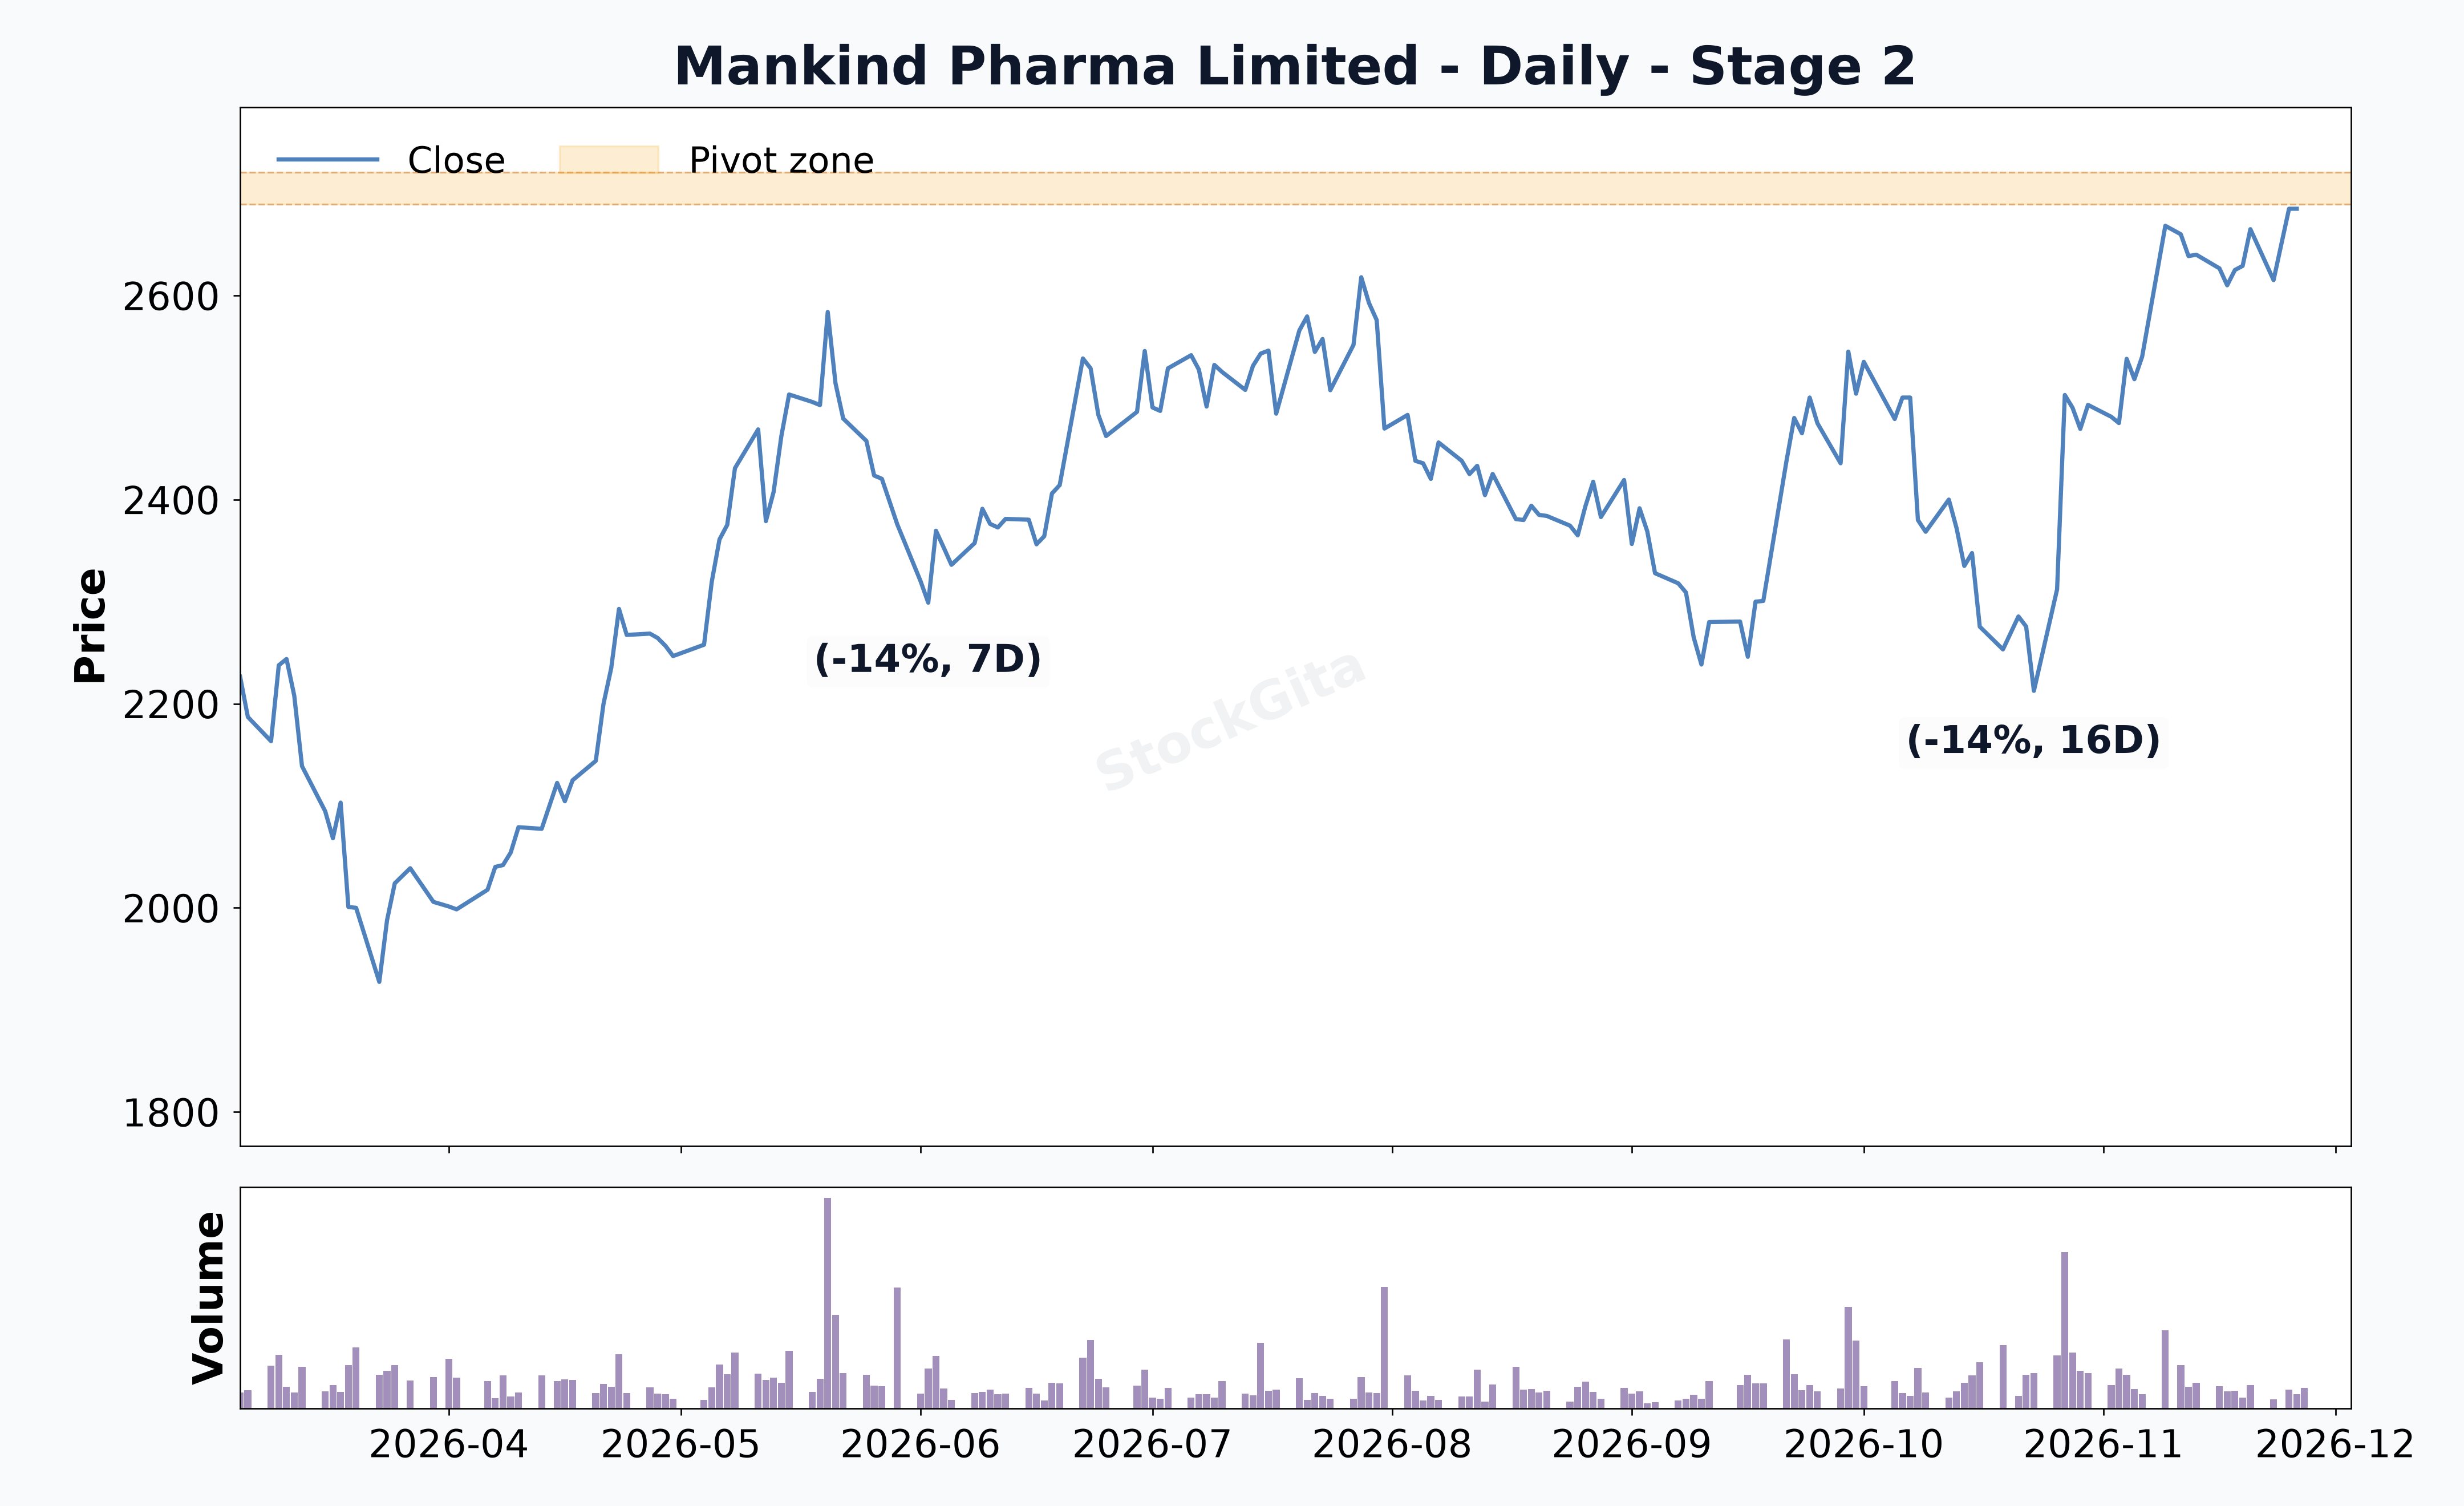 Mankind Pharma Limited - Daily - Stage 2
Close
Pivot zone
Price
2600
2400
2200
2000
1800
(-14%, 7D)
(-14%, 16D)
StockGita
Volume
2026-04
2026-05
2026-06
2026-07
2026-08
2026-09
2026-10
2026-11
2026-12